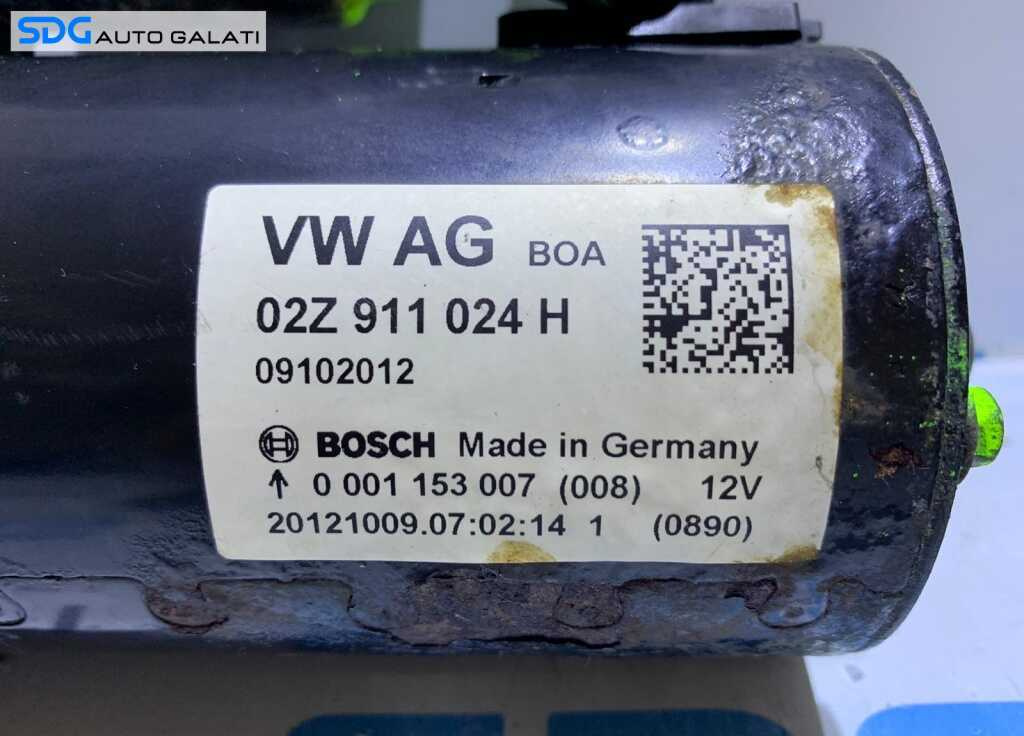 SDG AUTO GALATI
VW AG BOA
02Z 911 024 H
09102012
BOSCH Made in Germany
↑ 0 001 153 007 (008) 12V
20121009.07:02:14 1 (0890)